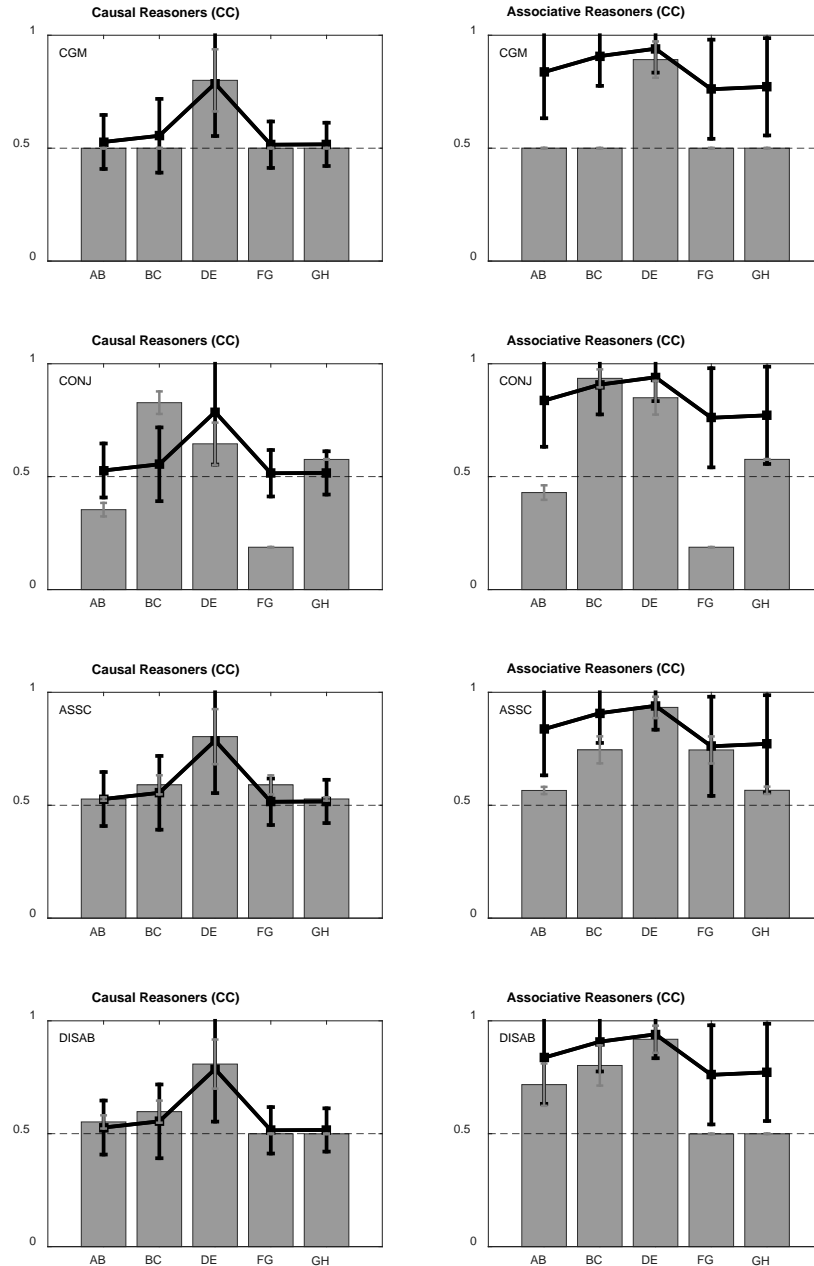 Causal Reasoners (CC)
1
CGM
0.5
0
AB BC DE FG GH
Associative Reasoners (CC)
1
CGM
0.5
0
AB BC DE FG GH
Causal Reasoners (CC)
1
CONJ
0.5
0
AB BC DE FG GH
Associative Reasoners (CC)
1
CONJ
0.5
0
AB BC DE FG GH
Causal Reasoners (CC)
1
ASSC
0.5
0
AB BC DE FG GH
Associative Reasoners (CC)
1
ASSC
0.5
0
AB BC DE FG GH
Causal Reasoners (CC)
1
DISAB
0.5
0
AB BC DE FG GH
Associative Reasoners (CC)
1
DISAB
0.5
0
AB BC DE FG GH